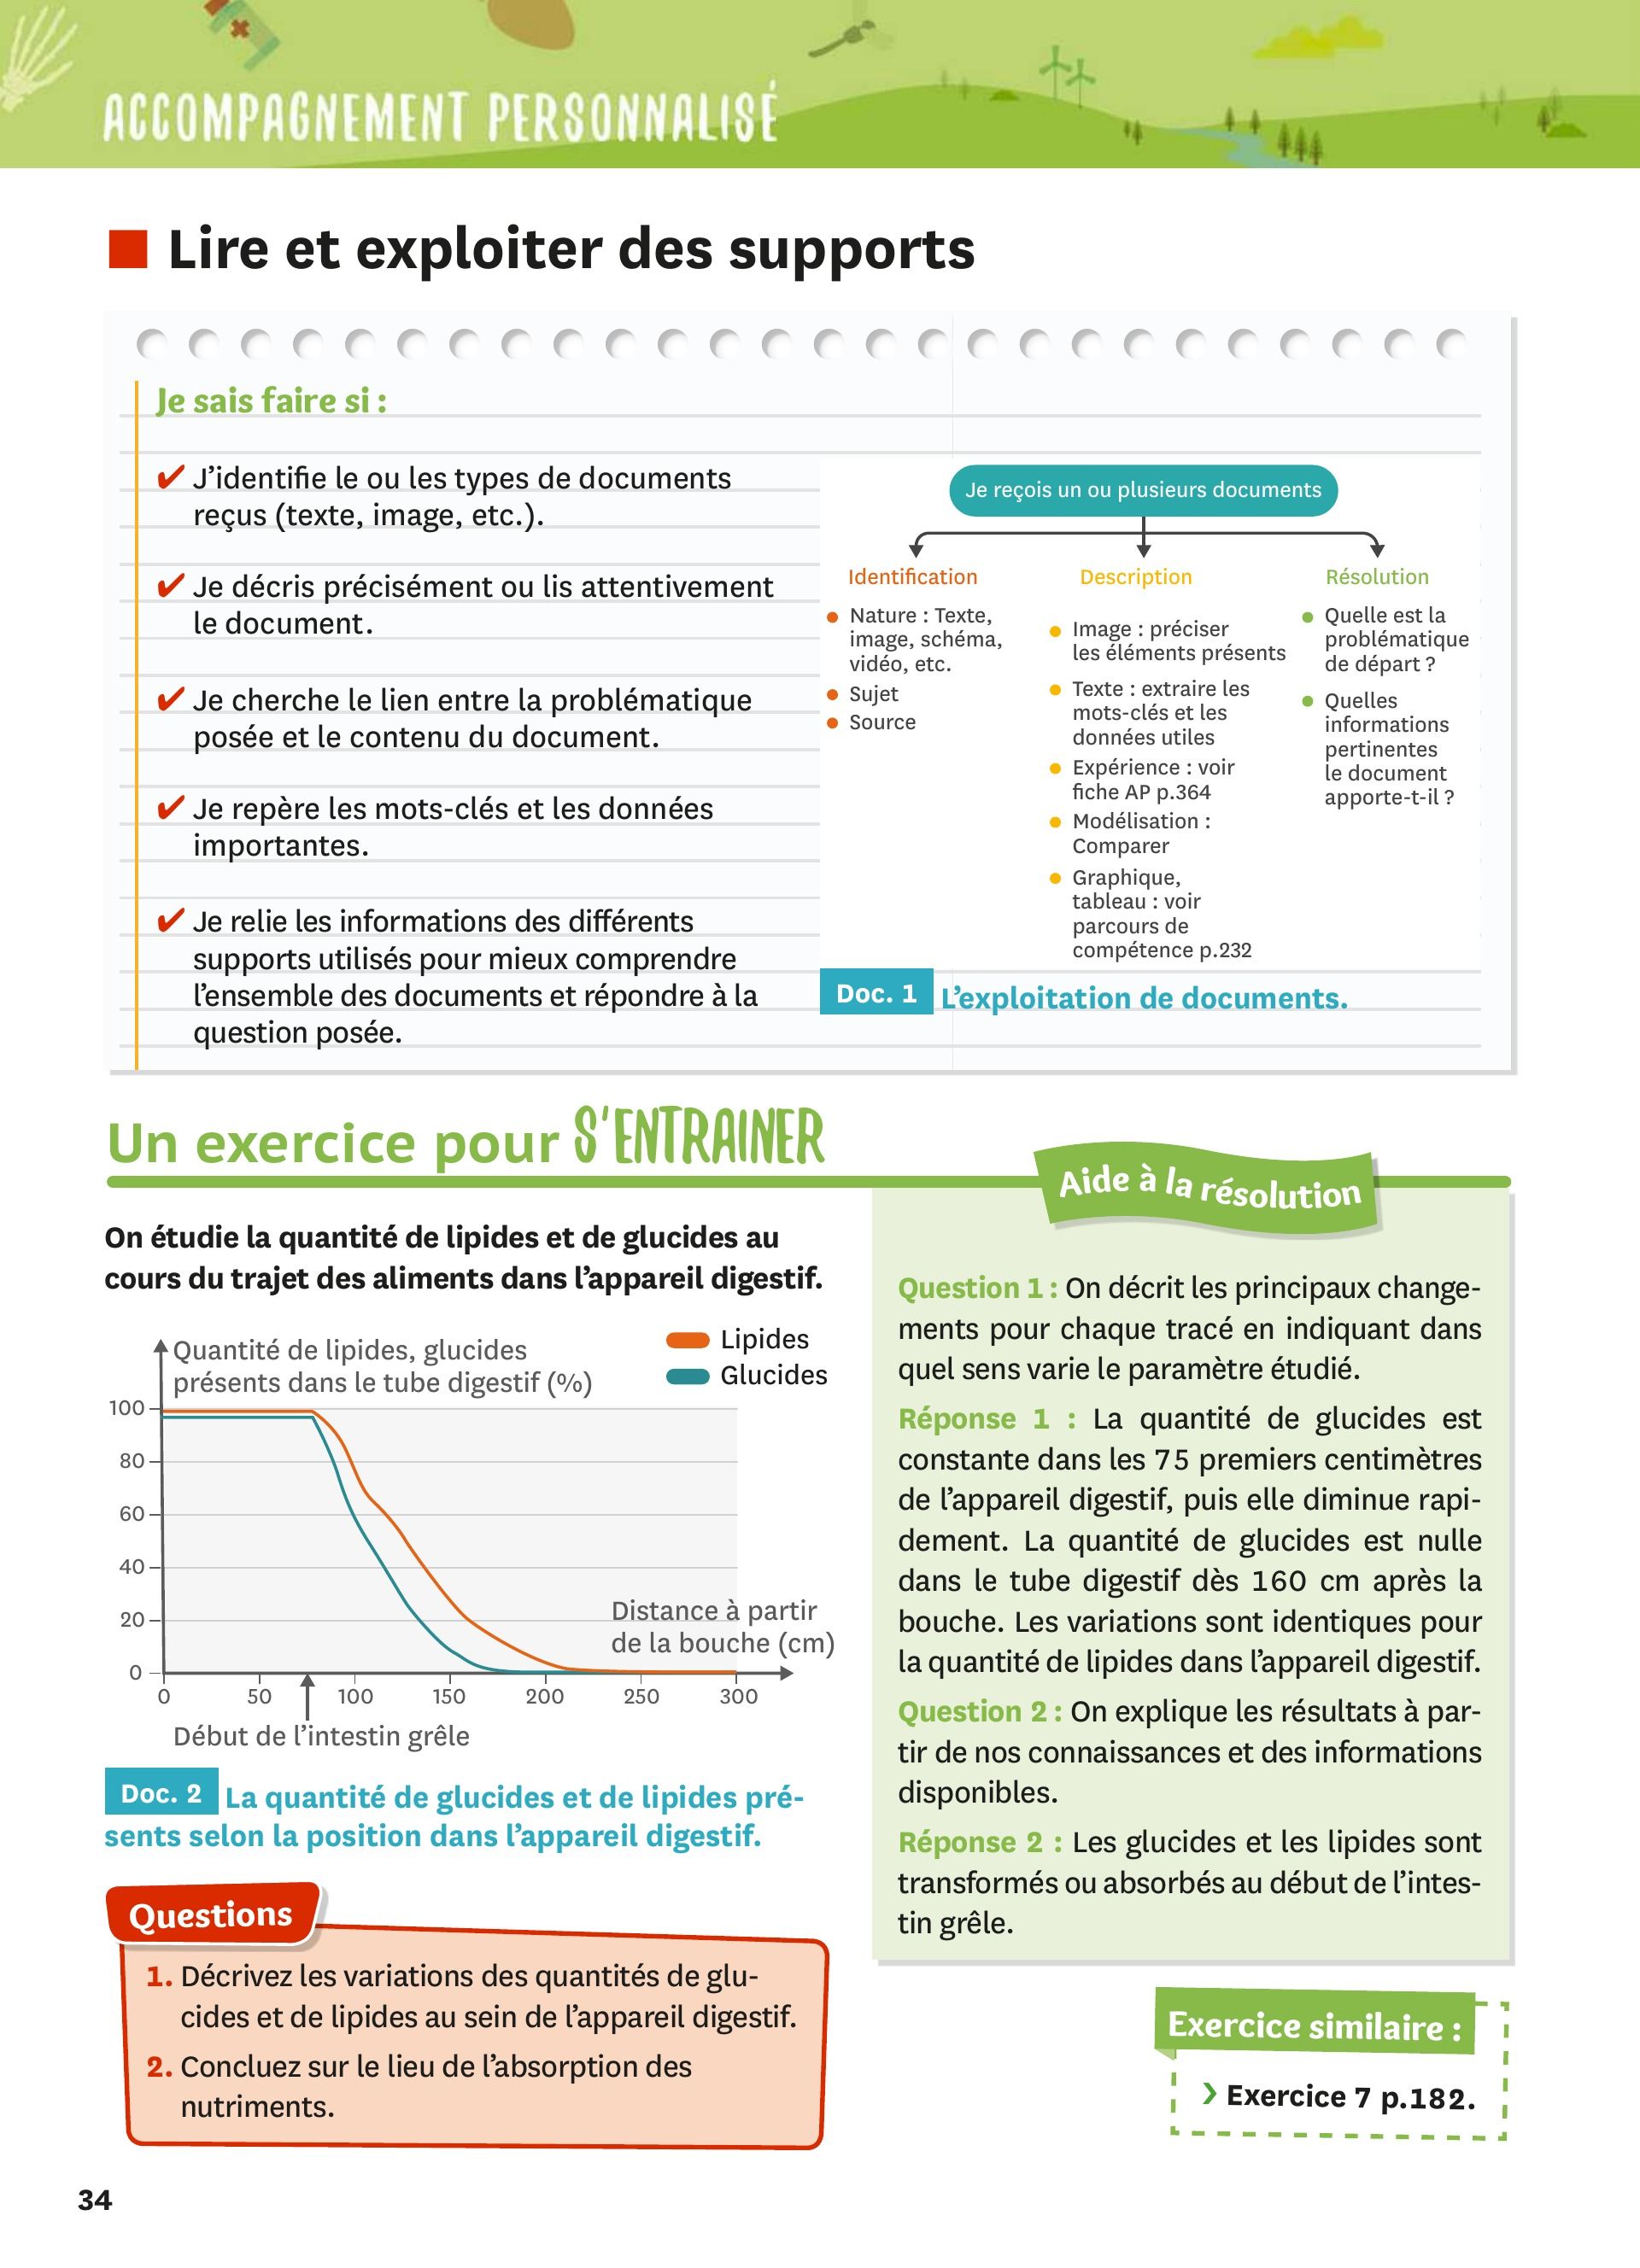 ACCOMPAGNEMENT PERSONNALISÉ
Lire et exploiter des supports
Je sais faire si :
✔ J’identifie le ou les types de documents
reçus (texte, image, etc.).
✔ Je décris précisément ou lis attentivement
le document.
✔ Je cherche le lien entre la problématique
posée et le contenu du document.
✔ Je repère les mots-clés et les données
importantes.
✔ Je relie les informations des différents
supports utilisés pour mieux comprendre
l’ensemble des documents et répondre à la
question posée.
Je reçois un ou plusieurs documents
Identification
• Nature : Texte,
image, schéma,
vidéo, etc.
• Sujet
• Source
Description
• Image : préciser
les éléments présents
• Texte : extraire les
mots-clés et les
données utiles
• Expérience : voir
fiche AP p.364
• Modélisation :
Comparer
• Graphique,
tableau : voir
parcours de
compétence p.232
Résolution
• Quelle est la
problématique
de départ ?
• Quelles
informations
pertinentes
le document
apporte-t-il ?
Doc. 1 L’exploitation de documents.
Un exercice pour S’ENTRAINER
On étudie la quantité de lipides et de glucides au
cours du trajet des aliments dans l’appareil digestif.
Quantité de lipides, glucides
présents dans le tube digestif (%)
Lipides
Glucides
100
80
60
40
20
0
Distance à partir
de la bouche (cm)
0 50 100 150 200 250 300
Début de l’intestin grêle
Doc. 2 La quantité de glucides et de lipides pré-
sents selon la position dans l’appareil digestif.
Questions
1. Décrivez les variations des quantités de glu-
cides et de lipides au sein de l’appareil digestif.
2. Concluez sur le lieu de l’absorption des
nutriments.
Aide à la résolution
Question 1 : On décrit les principaux change-
ments pour chaque tracé en indiquant dans
quel sens varie le paramètre étudié.
Réponse 1 : La quantité de glucides est
constante dans les 75 premiers centimètres
de l’appareil digestif, puis elle diminue rapi-
dement. La quantité de glucides est nulle
dans le tube digestif dès 160 cm après la
bouche. Les variations sont identiques pour
la quantité de lipides dans l’appareil digestif.
Question 2 : On explique les résultats à par-
tir de nos connaissances et des informations
disponibles.
Réponse 2 : Les glucides et les lipides sont
transformés ou absorbés au début de l’intes-
tin grêle.
Exercice similaire :
› Exercice 7 p.182.
34